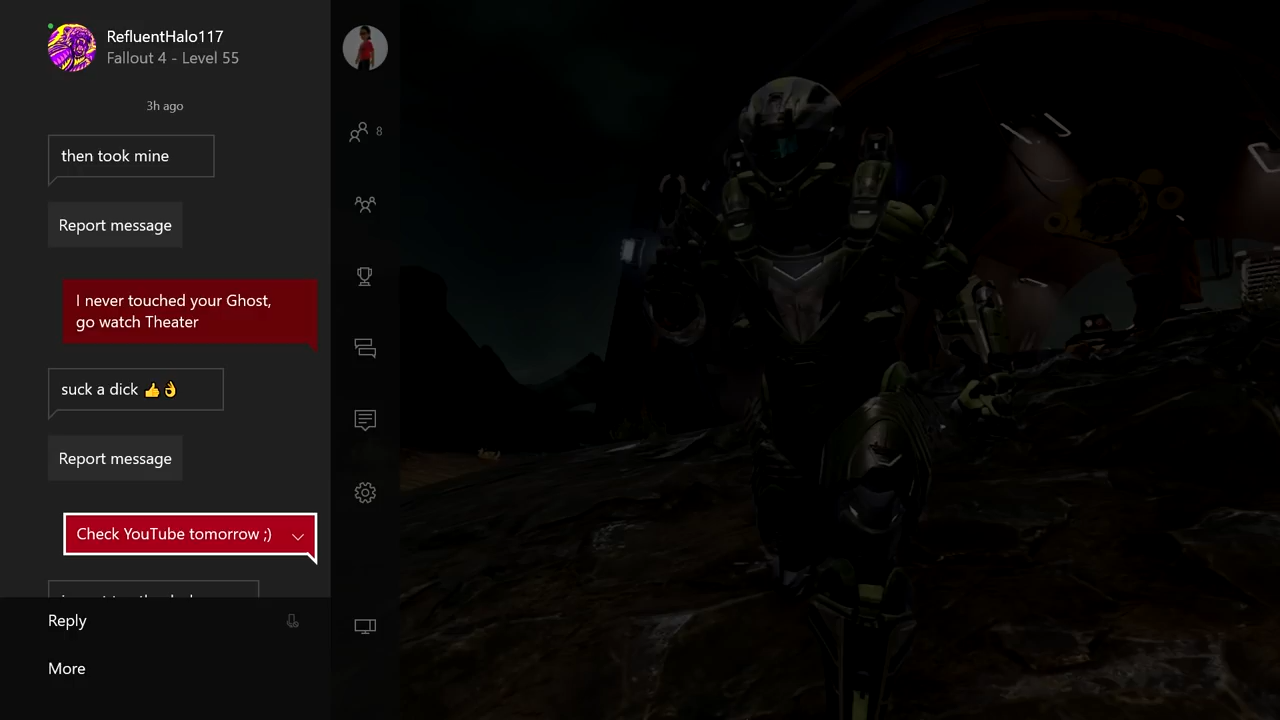 RefluentHalo117
Fallout 4 - Level 55
3h ago
then took mine
Report message
I never touched your Ghost,
go watch Theater
suck a dick 👍👌
Report message
Check YouTube tomorrow ;)
Reply
More
8